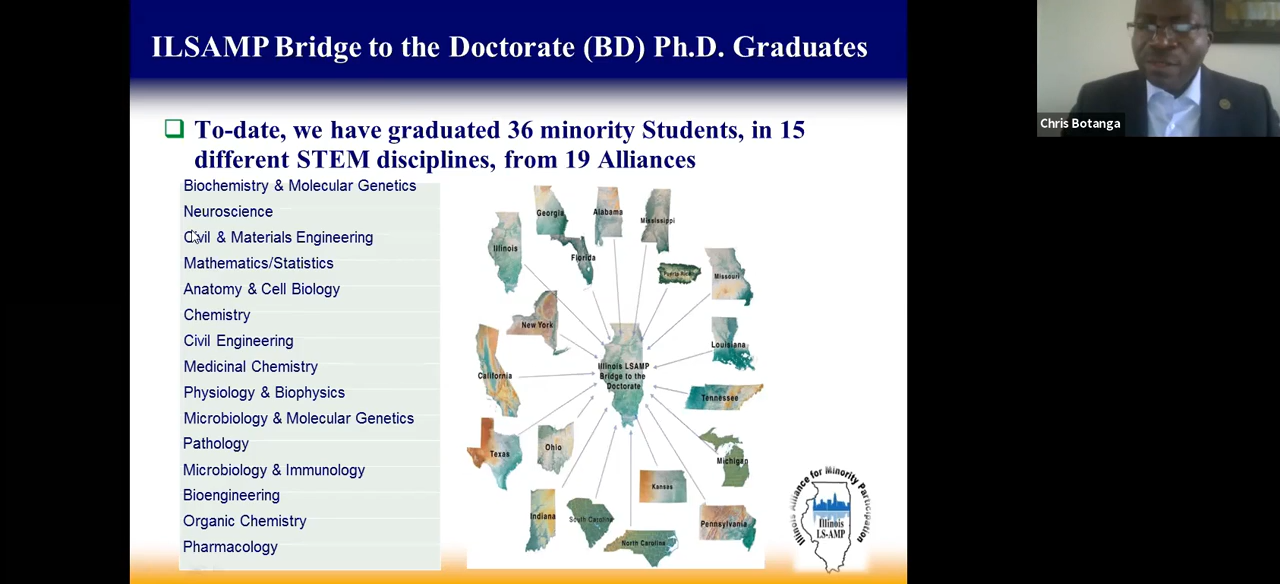 ILSAMP Bridge to the Doctorate (BD) Ph.D. Graduates
Chris Botanga
To-date, we have graduated 36 minority Students, in 15
different STEM disciplines, from 19 Alliances
Biochemistry & Molecular Genetics
Neuroscience
Civil & Materials Engineering
Mathematics/Statistics
Anatomy & Cell Biology
Chemistry
Civil Engineering
Medicinal Chemistry
Physiology & Biophysics
Microbiology & Molecular Genetics
Pathology
Microbiology & Immunology
Bioengineering
Organic Chemistry
Pharmacology
Georgia
Alabama
Mississippi
Illinois
Florida
Puerto Rico
Missouri
New York
Louisiana
California
Illinois LSAMP
Bridge to the
Doctorate
Tennessee
Texas
Ohio
Michigan
Kansas
Indiana
South Carolina
North Carolina
Pennsylvania
Illinois Alliance for Minority Participation
Illinois
LS-AMP